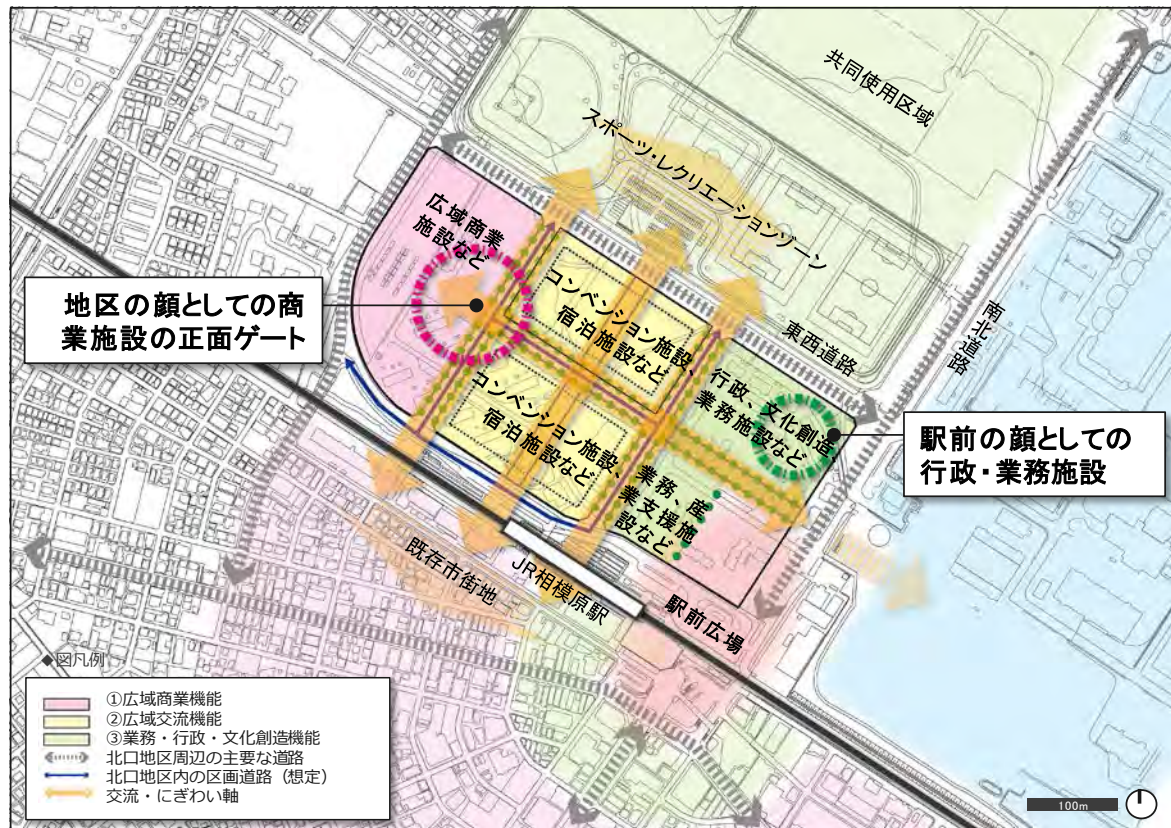 共同使用区域
スポーツ・レクリエーションゾーン
広域商業
施設など
地区の顔としての商
業施設の正面ゲート
コンベンション施設、
宿泊施設など
コンベンション施設、
宿泊施設など
東西道路
南北道路
行政、文化創造、
業務施設など
駅前の顔としての
行政・業務施設
業務、産
業支援施
設など
既存市街地
JR相模原駅
駅前広場
◆図凡例
①広域商業機能
②広域交流機能
③業務・行政・文化創造機能
北口地区周辺の主要な道路
北口地区内の区画道路（想定）
交流・にぎわい軸
100m